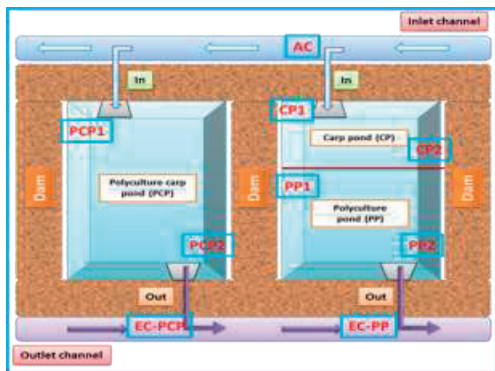 Inlet channel
AC
In
In
PCP1
CP1
Carp pond (CP)
CP2
Dam
Polyculture carp
pond (PCP)
Dam
PP1
Polyculture
pond (PP)
Dam
PCP2
PP2
Out
Out
EC-PCP
EC-PP
Outlet channel